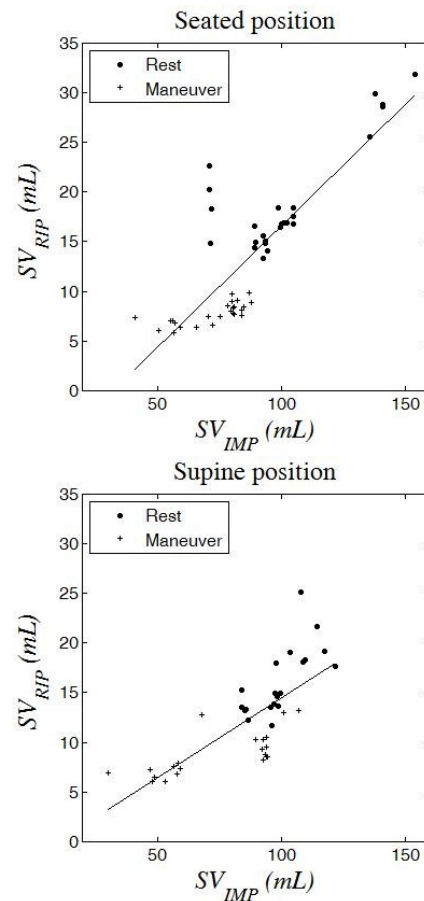 Seated position
35
Rest
Maneuver
30
25
20
15
10
5
0
SV_RIP (mL)
50
100
150
SV_IMP (mL)
Supine position
35
Rest
Maneuver
30
25
20
15
10
5
0
SV_RIP (mL)
50
100
150
SV_IMP (mL)